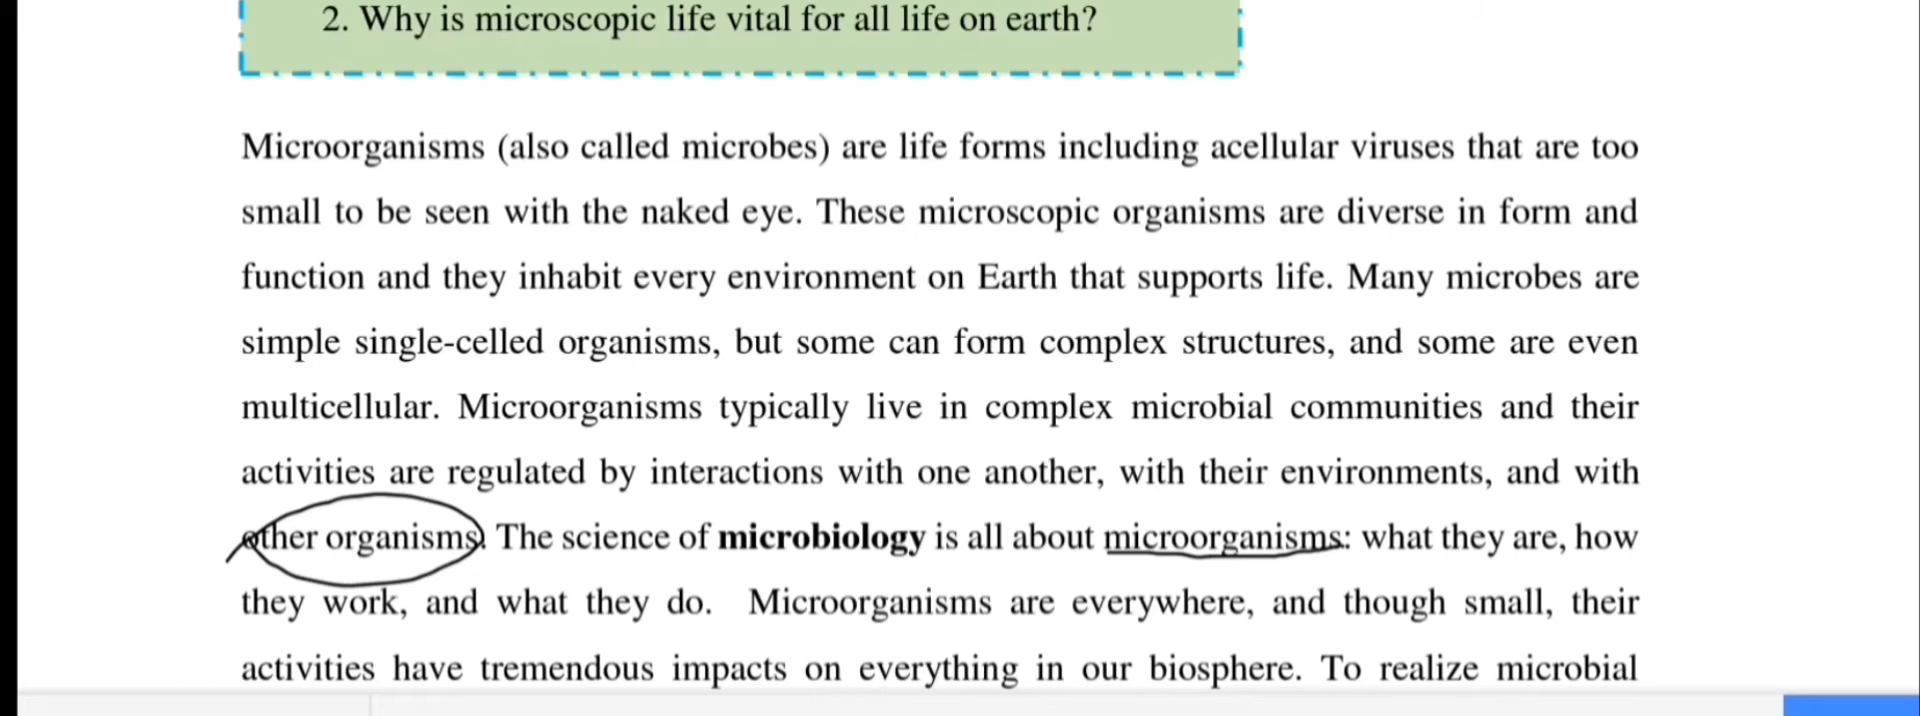 2. Why is microscopic life vital for all life on earth?
Microorganisms (also called microbes) are life forms including acellular viruses that are too
small to be seen with the naked eye. These microscopic organisms are diverse in form and
function and they inhabit every environment on Earth that supports life. Many microbes are
simple single-celled organisms, but some can form complex structures, and some are even
multicellular. Microorganisms typically live in complex microbial communities and their
activities are regulated by interactions with one another, with their environments, and with
other organisms. The science of microbiology is all about microorganisms: what they are, how
they work, and what they do. Microorganisms are everywhere, and though small, their
activities have tremendous impacts on everything in our biosphere. To realize microbial